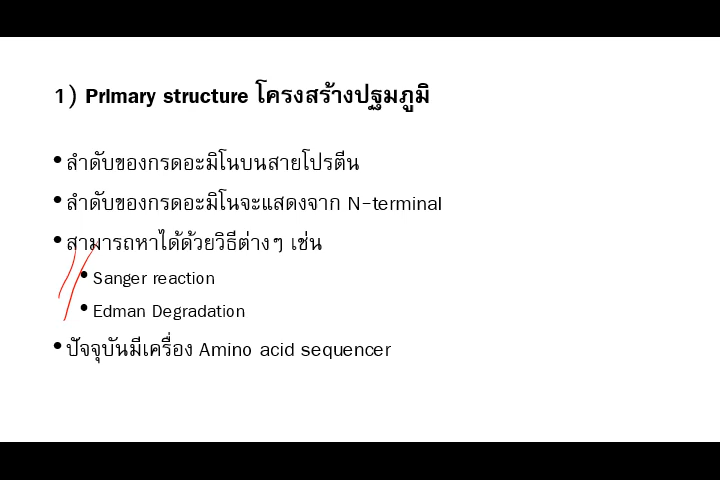 1) Primary structure โครงสร้างปฐมภูมิ
•ลำดับของกรดอะมิโนบนสายโปรตีน
•ลำดับของกรดอะมิโนจะแสดงจาก N-terminal
•สามารถหาได้ด้วยวิธีต่างๆ เช่น
• Sanger reaction
• Edman Degradation
•ปัจจุบันมีเครื่อง Amino acid sequencer